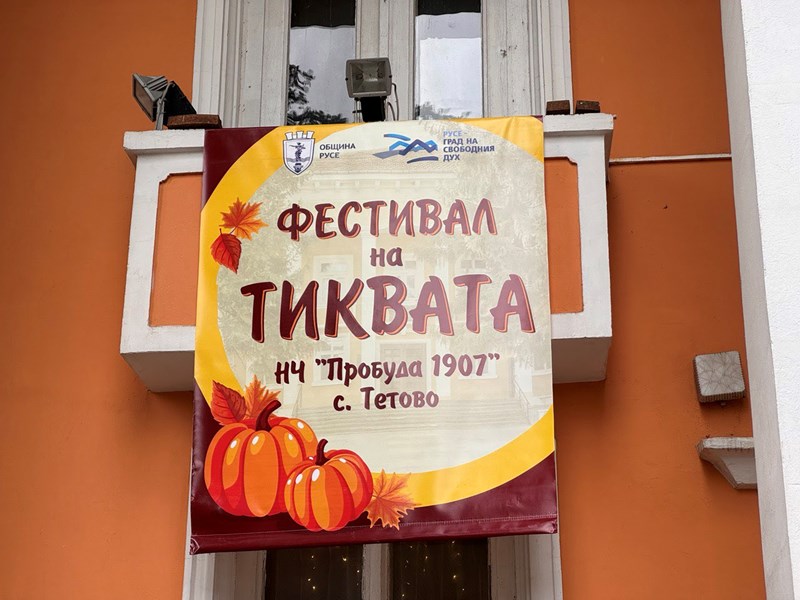 ОБЩИНА
РУСЕ
РУСЕ -
ГРАД НА
СВОБОДНИЯ
ДУХ
ФЕСТИВАЛ
на
ТИКВАТА
НЧ "Пробуда 1907"
с. Тетово